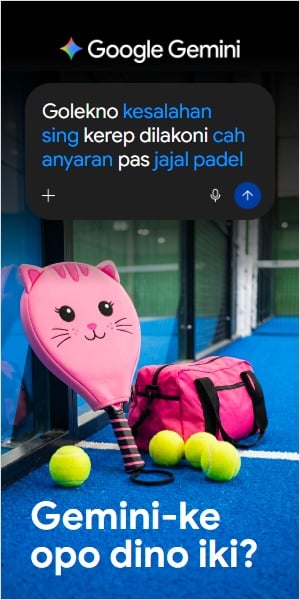 Google Gemini
Golekno kesalahan
sing kerep dilakoni cah
anyaran pas jajal padel
Gemini-ke
opo dino iki?